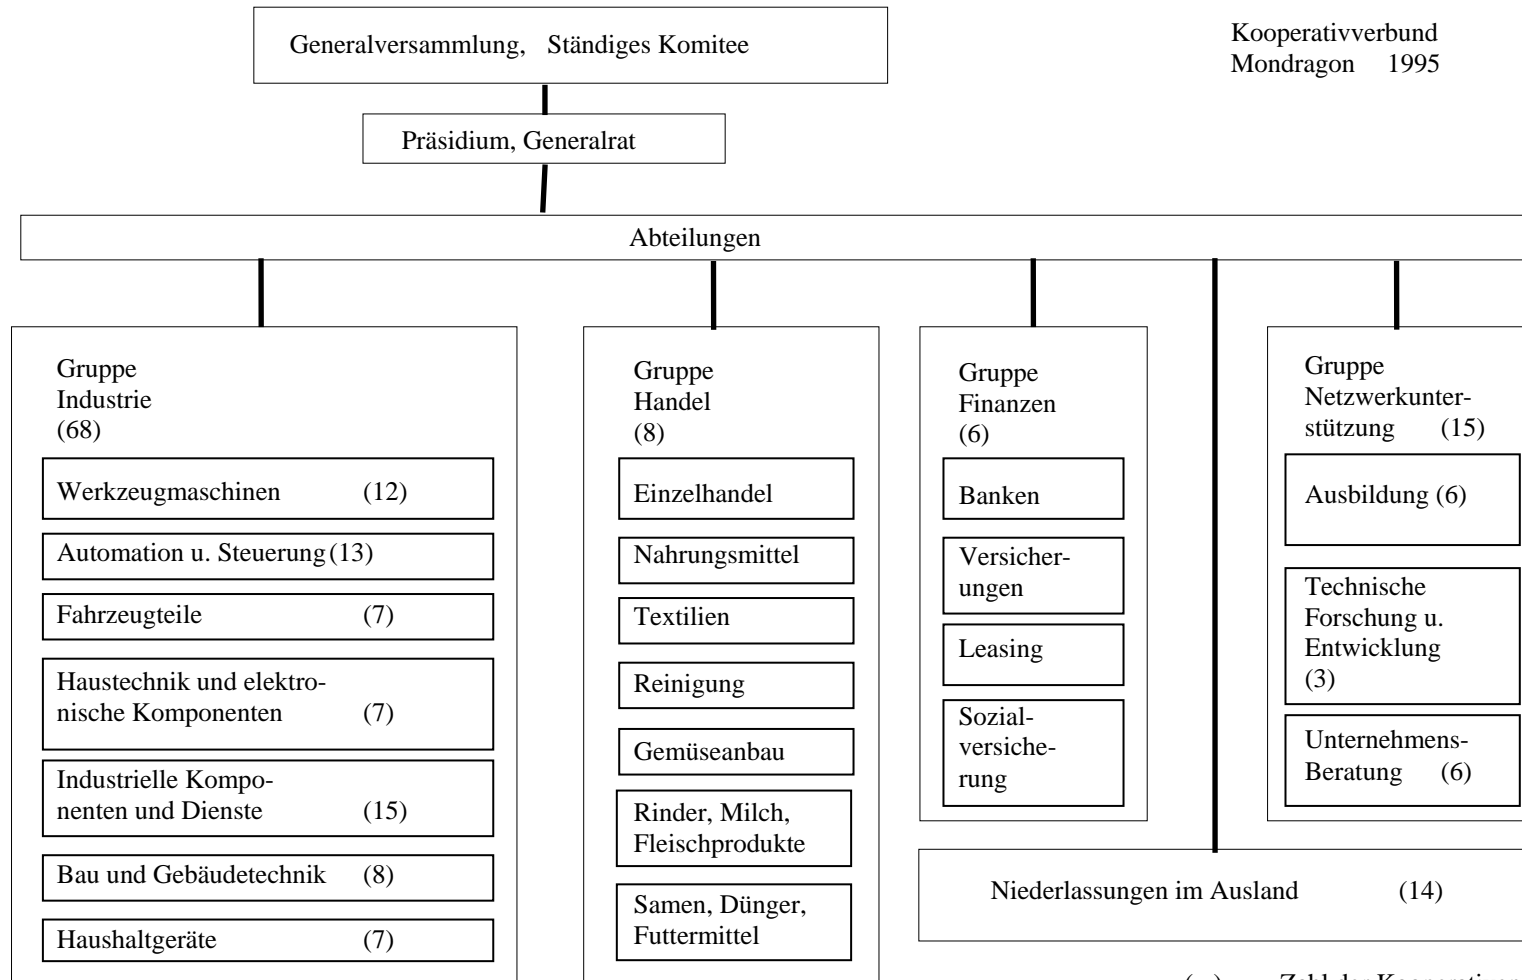 Generalversammlung, Ständiges Komitee
Kooperativverbund
Mondragon 1995
Präsidium, Generalrat
Abteilungen
Gruppe
Industrie
(68)
Werkzeugmaschinen (12)
Automation u. Steuerung (13)
Fahrzeugteile (7)
Haustechnik und elektro-
nische Komponenten (7)
Industrielle Kompo-
nenten und Dienste (15)
Bau und Gebäudetechnik (8)
Haushaltgeräte (7)
Gruppe
Handel
(8)
Einzelhandel
Nahrungsmittel
Textilien
Reinigung
Gemüseanbau
Rinder, Milch,
Fleischprodukte
Samen, Dünger,
Futtermittel
Gruppe
Finanzen
(6)
Banken
Versicher-
ungen
Leasing
Sozial-
versiche-
rung
Gruppe
Netzwerkunter-
stützung (15)
Ausbildung (6)
Technische
Forschung u.
Entwicklung
(3)
Unternehmens-
Beratung (6)
Niederlassungen im Ausland (14)
( ) Zahl der Kooperativen